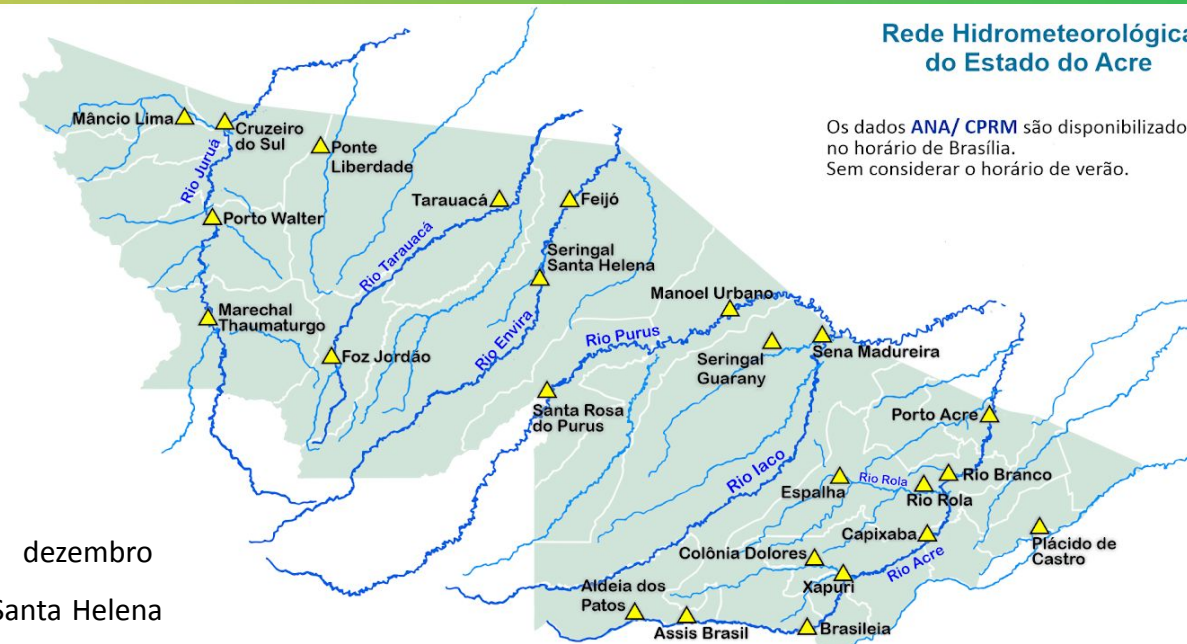 Rede Hidrometeorológica
do Estado do Acre
Os dados ANA/ CPRM são disponibilizado
no horário de Brasília.
Sem considerar o horário de verão.
Mâncio Lima
Cruzeiro
do Sul
Ponte
Liberdade
Rio Juruá
Porto Walter
Tarauacá
Feijó
Rio Tarauacá
Seringal
Santa Helena
Marechal
Thaumaturgo
Foz Jordão
Rio Envira
Manoel Urbano
Rio Purus
Seringal
Guarany
Sena Madureira
Santa Rosa
do Purus
Porto Acre
Rio Iaco
Espalha
Rio Rola
Rio Branco
Rio Rola
Capixaba
Plácido de
Castro
Colônia Dolores
Rio Acre
Xapuri
Aldeia dos
Patos
Assis Brasil
Brasileia
dezembro
Santa Helena